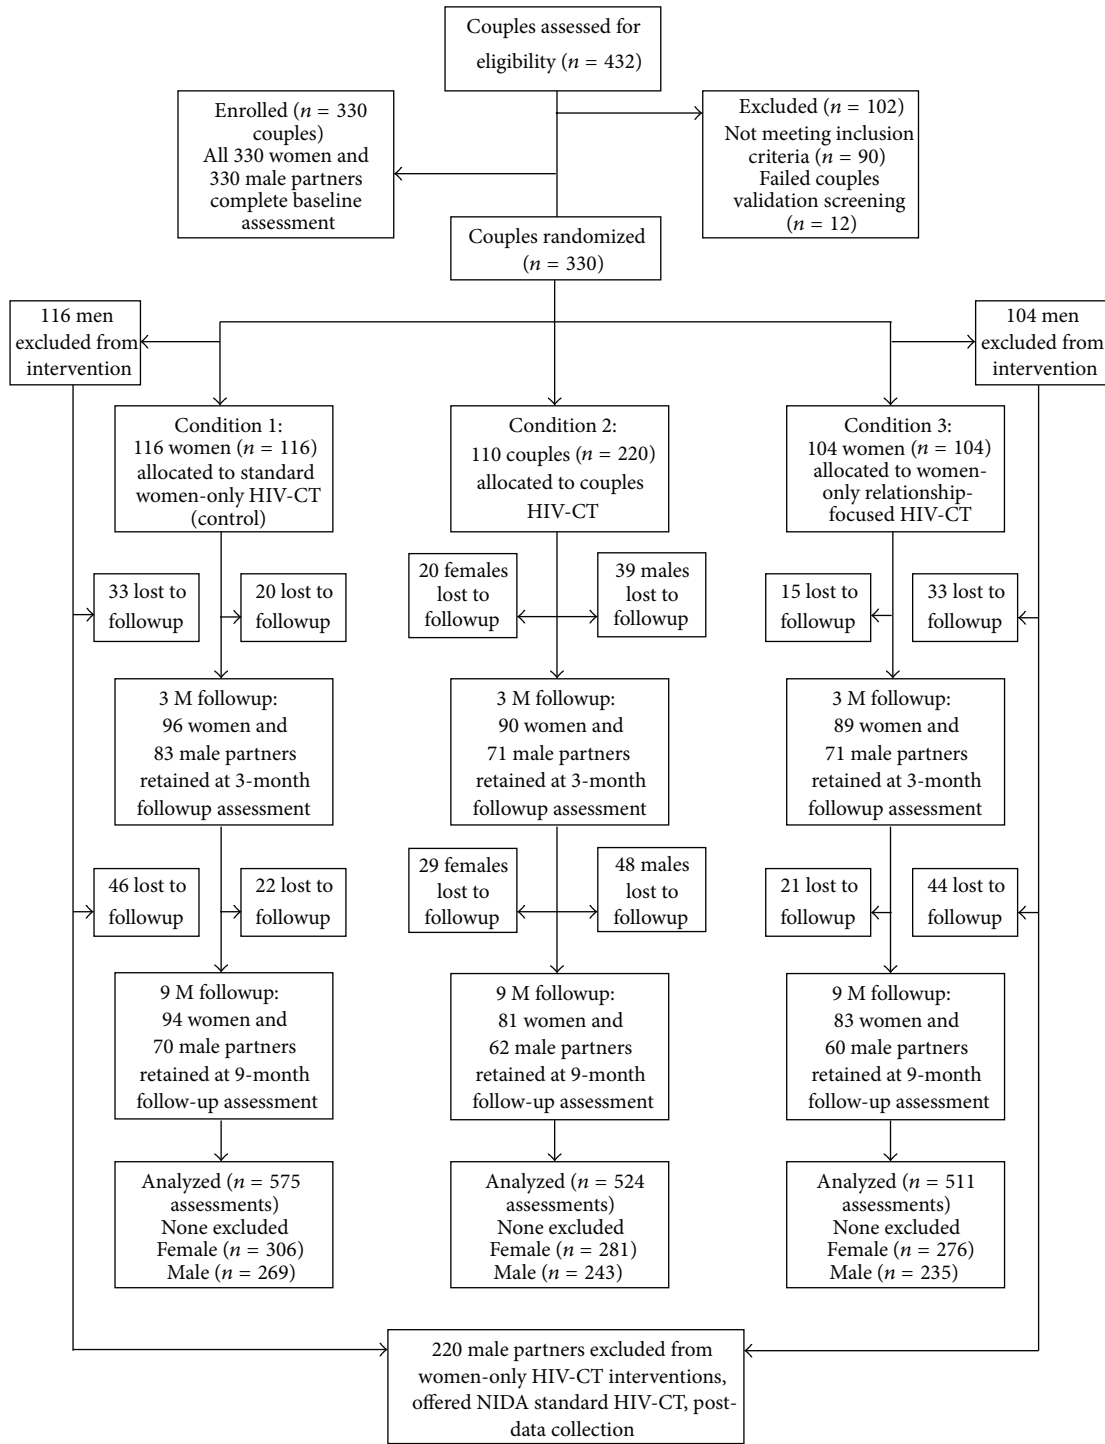 Couples assessed for
eligibility (n = 432)
Enrolled (n = 330
couples)
All 330 women and
330 male partners
complete baseline
assessment
Excluded (n = 102)
Not meeting inclusion
criteria (n = 90)
Failed couples
validation screening
(n = 12)
Couples randomized
(n = 330)
116 men
excluded from
intervention
104 men
excluded from
intervention
Condition 1:
116 women (n = 116)
allocated to standard
women-only HIV-CT
(control)
Condition 2:
110 couples (n = 220)
allocated to couples
HIV-CT
Condition 3:
104 women (n = 104)
allocated to women-
only relationship-
focused HIV-CT
33 lost to
followup
20 lost to
followup
20 females
lost to
followup
39 males
lost to
followup
15 lost to
followup
33 lost to
followup
3 M followup:
96 women and
83 male partners
retained at 3-month
followup assessment
3 M followup:
90 women and
71 male partners
retained at 3-month
followup assessment
3 M followup:
89 women and
71 male partners
retained at 3-month
followup assessment
46 lost to
followup
22 lost to
followup
29 females
lost to
followup
48 males
lost to
followup
21 lost to
followup
44 lost to
followup
9 M followup:
94 women and
70 male partners
retained at 9-month
follow-up assessment
9 M followup:
81 women and
62 male partners
retained at 9-month
follow-up assessment
9 M followup:
83 women and
60 male partners
retained at 9-month
follow-up assessment
Analyzed (n = 575
assessments)
None excluded
Female (n = 306)
Male (n = 269)
Analyzed (n = 524
assessments)
None excluded
Female (n = 281)
Male (n = 243)
Analyzed (n = 511
assessments)
None excluded
Female (n = 276)
Male (n = 235)
220 male partners excluded from
women-only HIV-CT interventions,
offered NIDA standard HIV-CT, post-
data collection